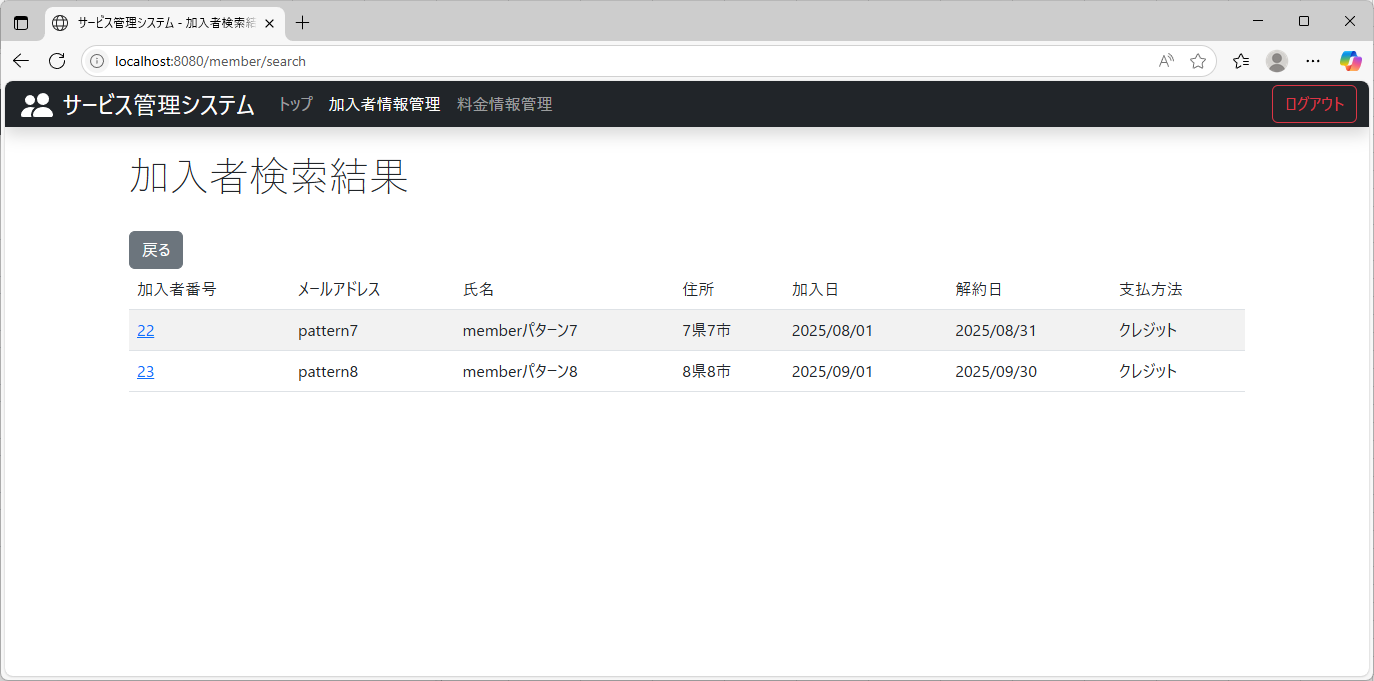 サービス管理システム - 加入者検索結
localhost:8080/member/search
サービス管理システム トップ 加入者情報管理 料金情報管理 ログアウト
加入者検索結果
戻る
加入者番号 メールアドレス 氏名 住所 加入日 解約日 支払方法
22 pattern7 memberパターン7 7県7市 2025/08/01 2025/08/31 クレジット
23 pattern8 memberパターン8 8県8市 2025/09/01 2025/09/30 クレジット